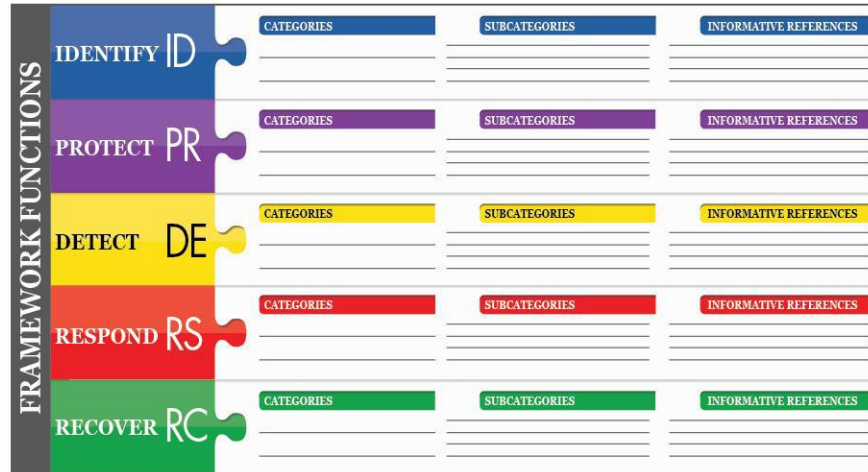 FRAMEWORK FUNCTIONS
IDENTIFY ID
CATEGORIES
SUBCATEGORIES
INFORMATIVE REFERENCES
PROTECT PR
CATEGORIES
SUBCATEGORIES
INFORMATIVE REFERENCES
DETECT DE
CATEGORIES
SUBCATEGORIES
INFORMATIVE REFERENCES
RESPOND RS
CATEGORIES
SUBCATEGORIES
INFORMATIVE REFERENCES
RECOVER RC
CATEGORIES
SUBCATEGORIES
INFORMATIVE REFERENCES